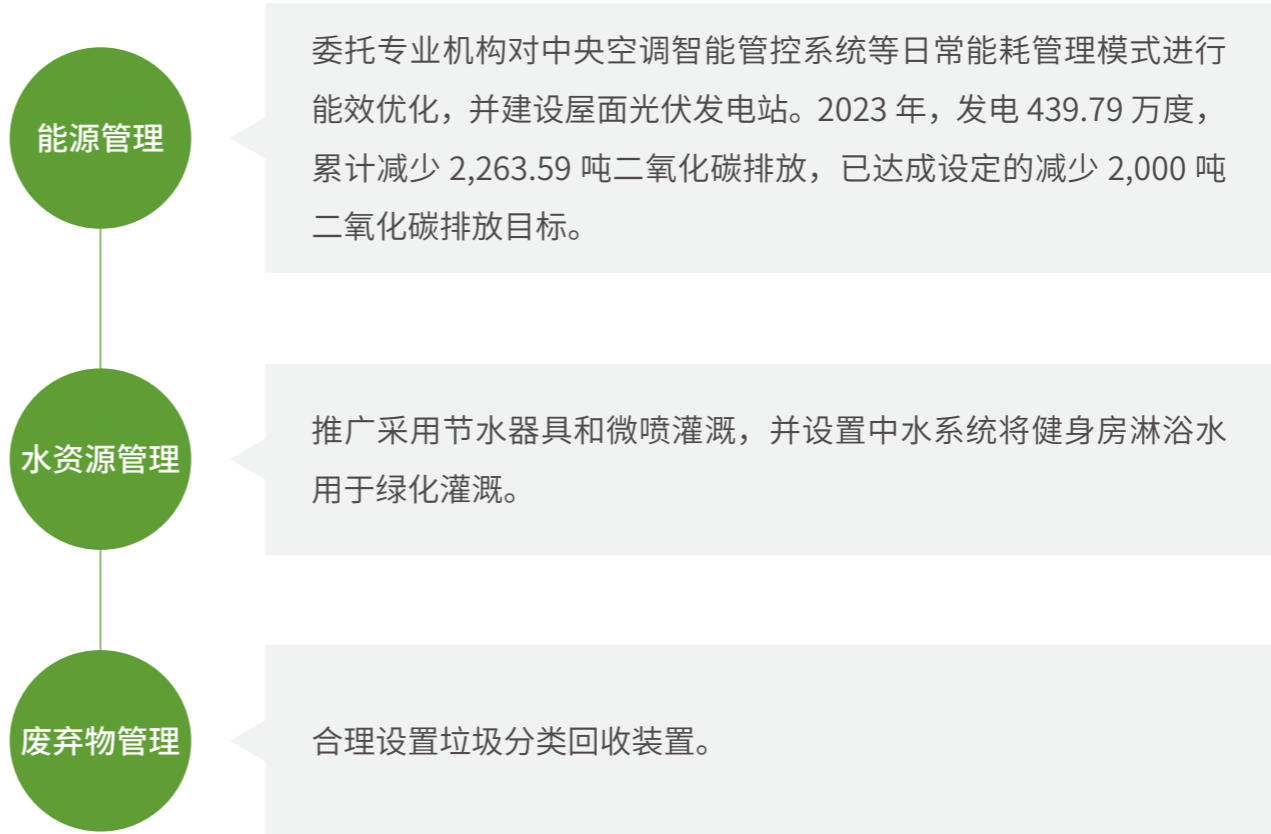 能源管理
委托专业机构对中央空调智能管控系统等日常能耗管理模式进行
能效优化，并建设屋面光伏发电站。2023 年，发电 439.79 万度，
累计减少 2,263.59 吨二氧化碳排放，已达成设定的减少 2,000 吨
二氧化碳排放目标。
水资源管理
推广采用节水器具和微喷灌溉，并设置中水系统将健身房淋浴水
用于绿化灌溉。
废弃物管理
合理设置垃圾分类回收装置。